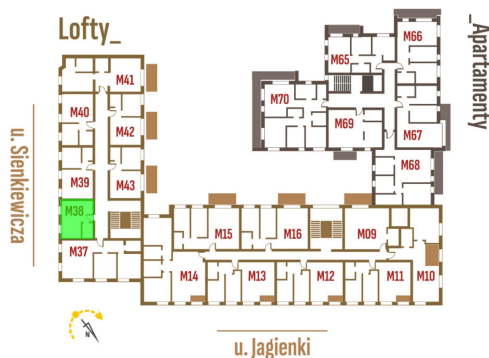 Lofty_
_Apartamenty
M66
M65
M41
M70
M40
M42
M69
M67
M68
M39
M43
M38
u. Sienkiewicza
M37
M15
M16
M09
M14
M13
M12
M11
M10
N
u. Jagienki